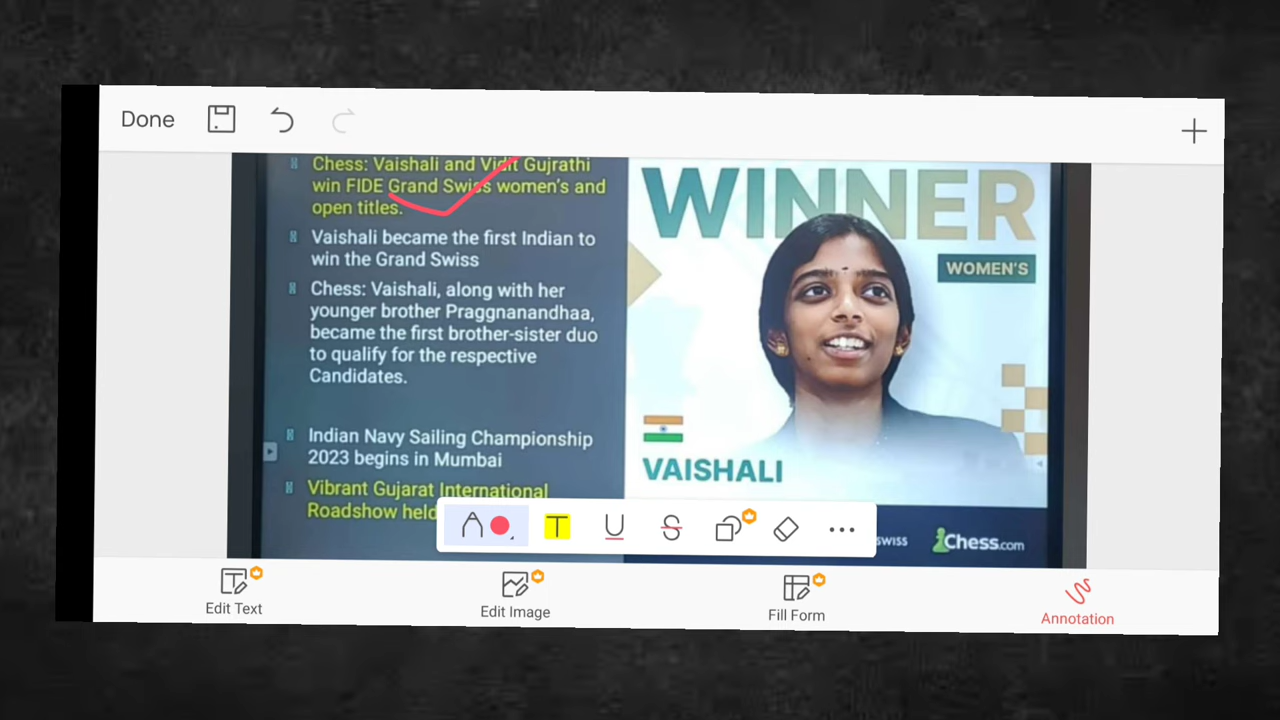 Done
Chess: Vaishali and Vidit Gujrathi
win FIDE Grand Swiss women's and
open titles.
Vaishali became the first Indian to
win the Grand Swiss
Chess: Vaishali, along with her
younger brother Praggnanandhaa,
became the first brother-sister duo
to qualify for the respective
Candidates.
Indian Navy Sailing Championship
2023 begins in Mumbai
Vibrant Gujarat International
Roadshow held
WINNER
WOMEN'S
VAISHALI
SWISS
Chess.com
T
U
S
Edit Text
Edit Image
Fill Form
Annotation